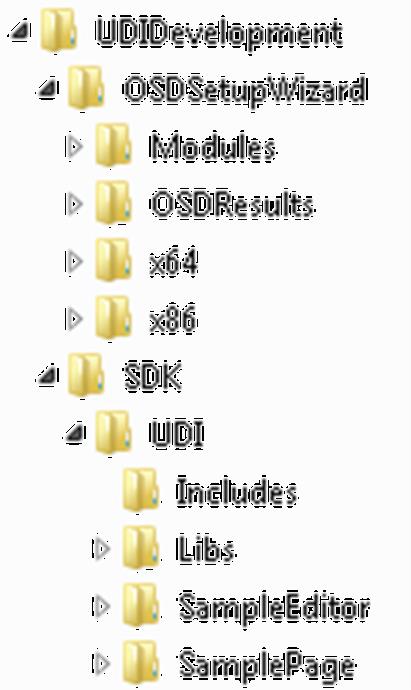 UDIDevelopment
OSDSetupWizard
Modules
OSDResults
x64
x86
SDK
UDI
Includes
Libs
SampleEditor
SamplePage